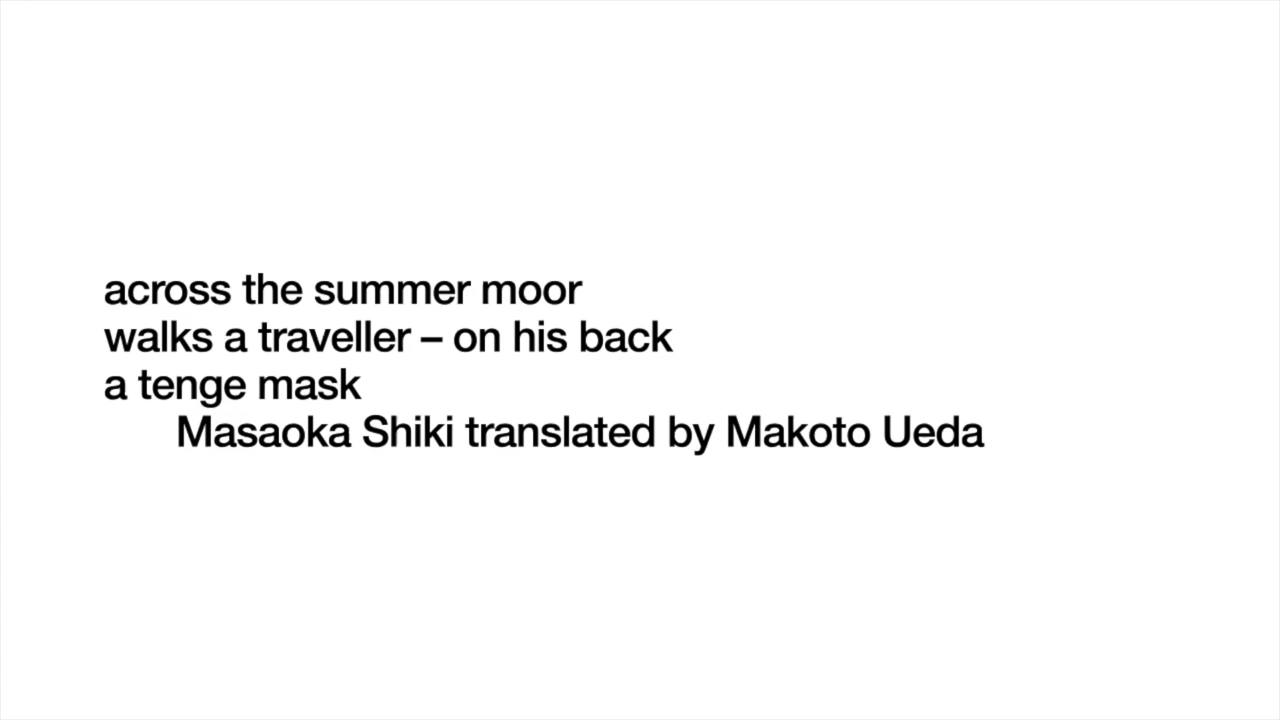 across the summer moor
walks a traveller – on his back
a tenge mask
Masaoka Shiki translated by Makoto Ueda